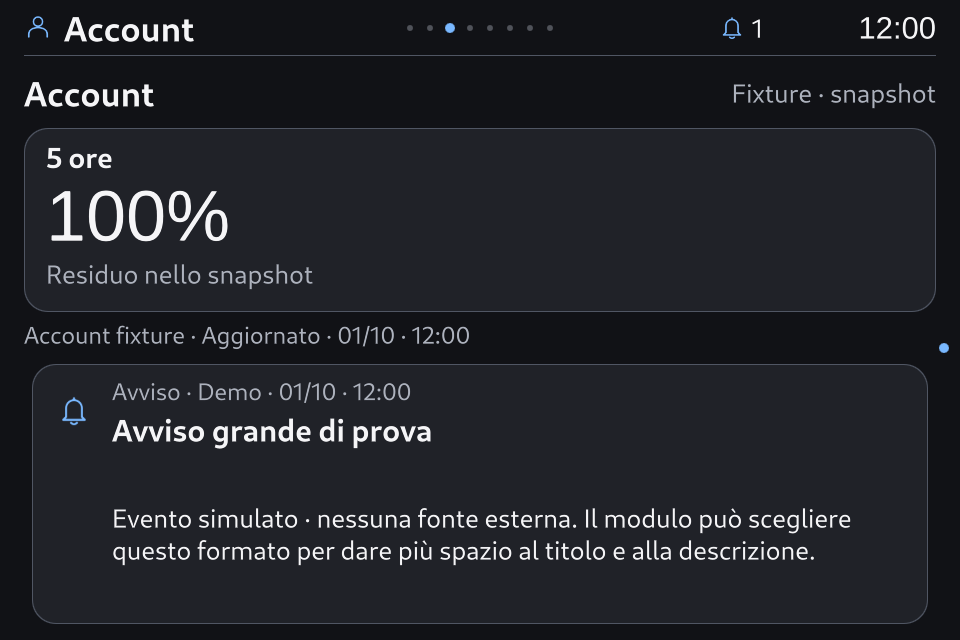 Account
1
12:00
Account
Fixture · snapshot
5 ore
100%
Residuo nello snapshot
Account fixture · Aggiornato · 01/10 · 12:00
Avviso · Demo · 01/10 · 12:00
Avviso grande di prova
Evento simulato · nessuna fonte esterna. Il modulo può scegliere
questo formato per dare più spazio al titolo e alla descrizione.